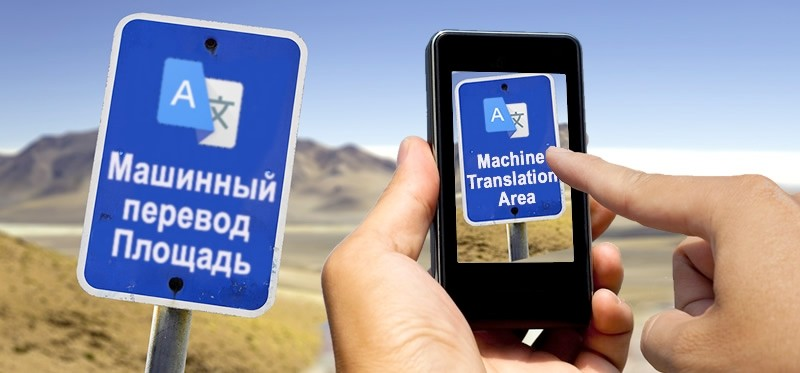 A 文
Машинный
перевод
Площадь
A 文
Machine
Translation
Area